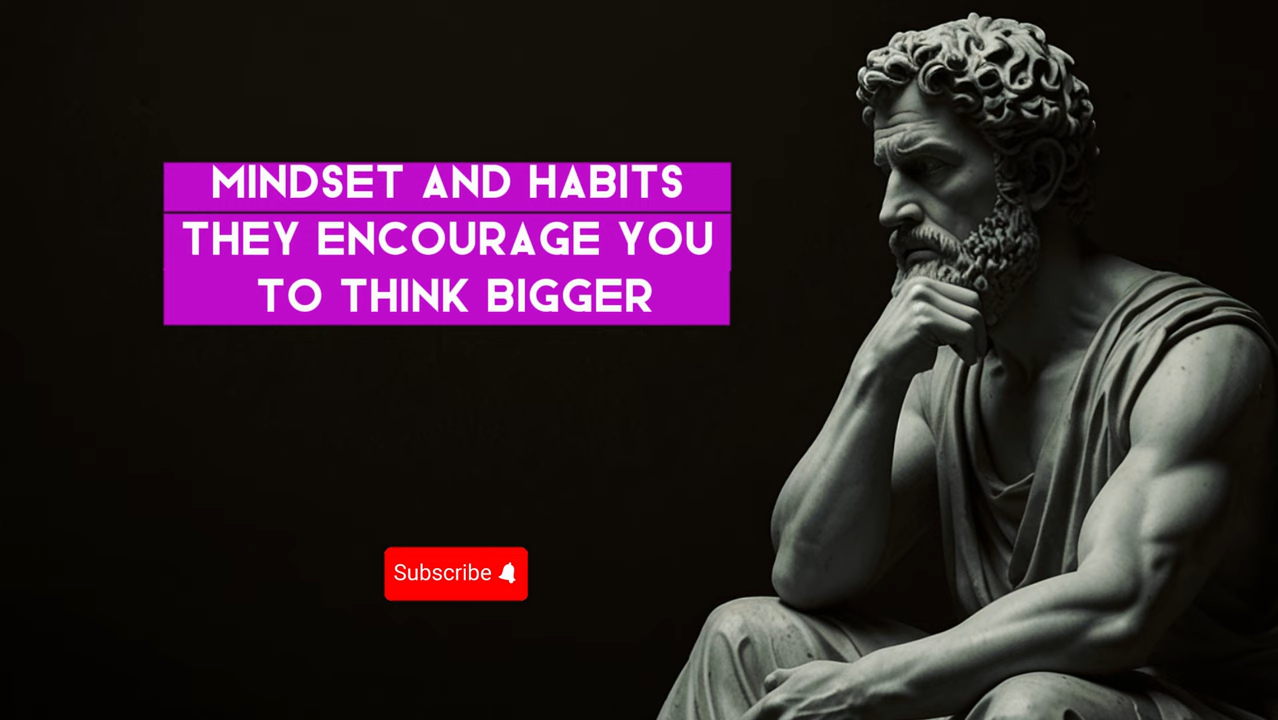 MINDSET AND HABITS
THEY ENCOURAGE YOU
TO THINK BIGGER
Subscribe